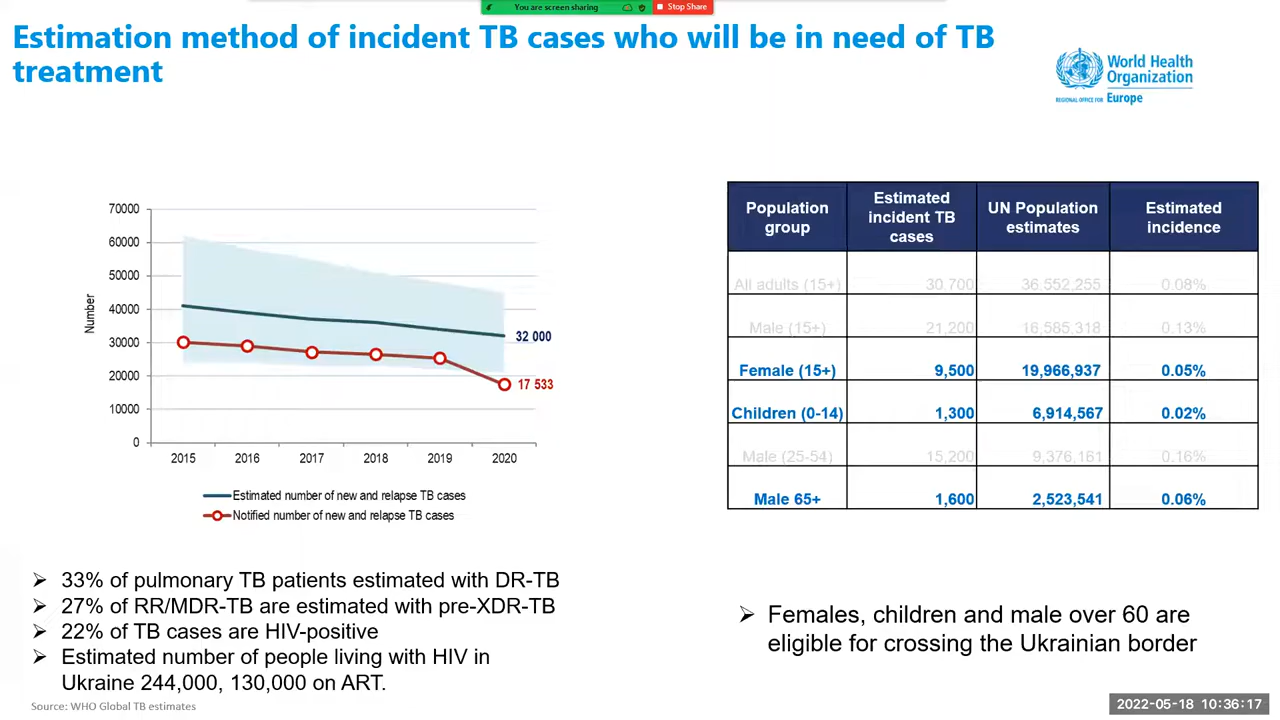 You are screen sharing
Stop Share
Estimation method of incident TB cases who will be in need of TB
treatment
World Health
Organization
REGIONAL OFFICE FOR Europe
70000
60000
50000
40000
30000
20000
10000
0
Number
32 000
17 533
2015 2016 2017 2018 2019 2020
Estimated number of new and relapse TB cases
Notified number of new and relapse TB cases
Population group Estimated incident TB cases UN Population estimates Estimated incidence
All adults (15+) 30,700 36,552,255 0.08%
Male (15+) 21,200 16,585,318 0.13%
Female (15+) 9,500 19,966,937 0.05%
Children (0-14) 1,300 6,914,567 0.02%
Male (25-54) 15,200 9,376,161 0.16%
Male 65+ 1,600 2,523,541 0.06%
➢ 33% of pulmonary TB patients estimated with DR-TB
➢ 27% of RR/MDR-TB are estimated with pre-XDR-TB
➢ 22% of TB cases are HIV-positive
➢ Estimated number of people living with HIV in
Ukraine 244,000, 130,000 on ART.
➢ Females, children and male over 60 are
eligible for crossing the Ukrainian border
Source: WHO Global TB estimates
2022-05-18 10:36:17